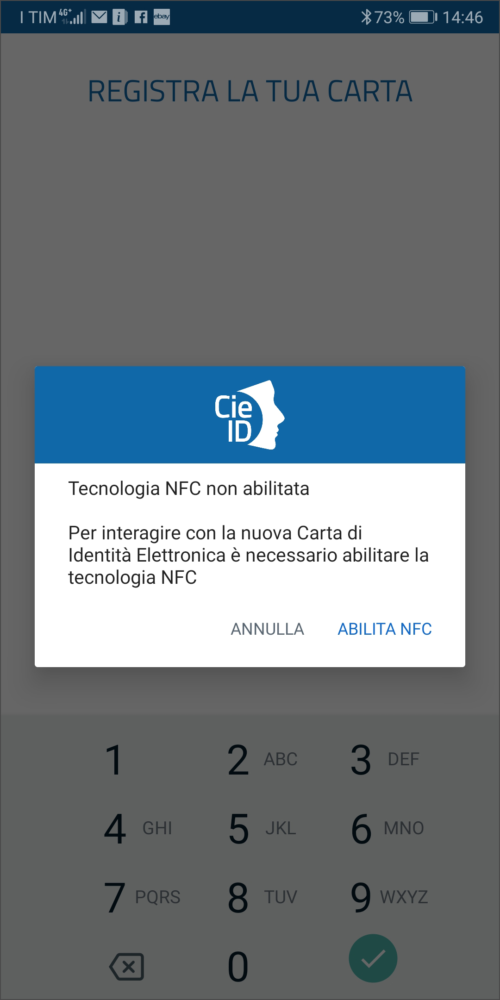 I TIM 4G+ i f ebay 73% 14:46
REGISTRA LA TUA CARTA
Cie
ID
Tecnologia NFC non abilitata
Per interagire con la nuova Carta di
Identità Elettronica è necessario abilitare la
tecnologia NFC
ANNULLA ABILITA NFC
1 2 ABC 3 DEF
4 GHI 5 JKL 6 MNO
7 PQRS 8 TUV 9 WXYZ
0